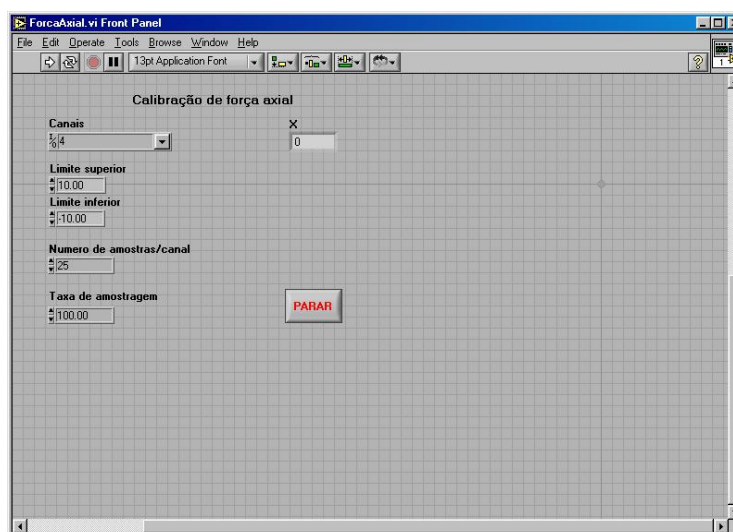 ForcaAxial.vi Front Panel
File Edit Operate Tools Browse Window Help
13pt Application Font
?
1
Calibração de força axial
Canais
X
4
0
Limite superior
10.00
Limite inferior
-10.00
Numero de amostras/canal
25
Taxa de amostragem
100.00
PARAR